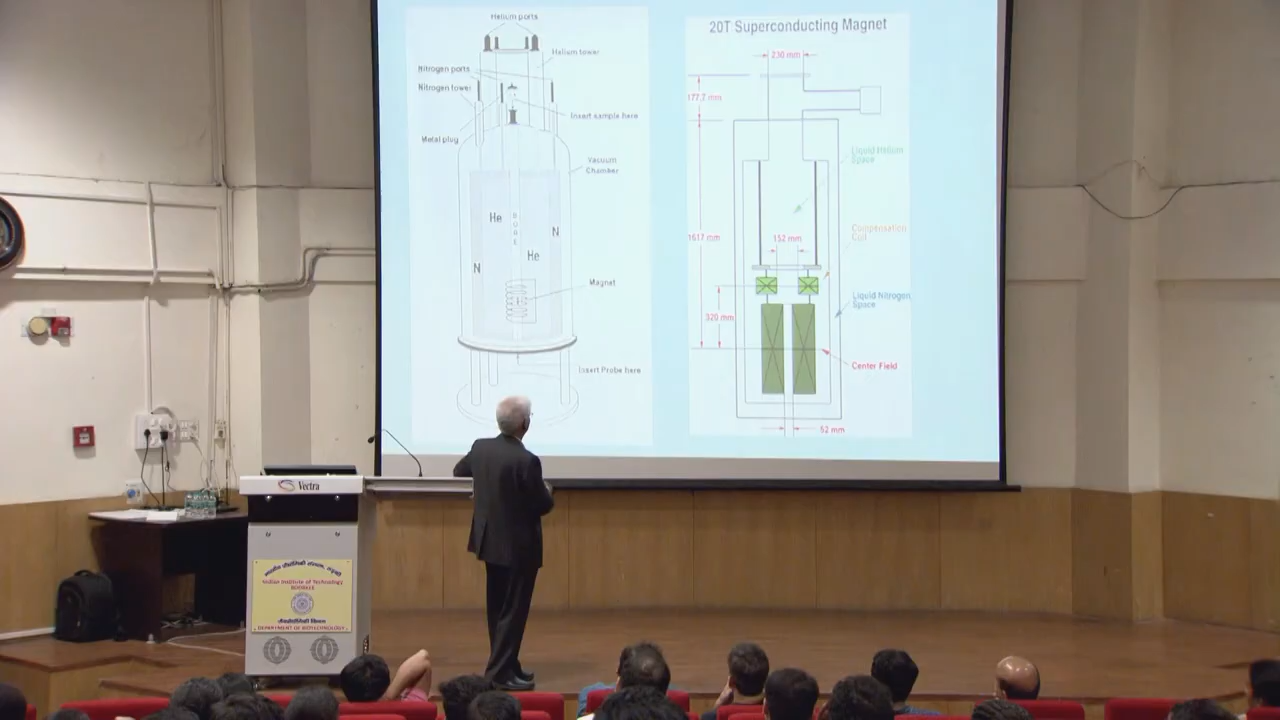 Helium ports
Helium tower
Nitrogen ports
Nitrogen tower
Insert sample here
Metal plug
Vacuum
Chamber
He
BORE
N
He
N
Magnet
Insert Probe here
20T Superconducting Magnet
230 mm
177.7 mm
Liquid Helium
Space
Compensation
Coil
1617 mm
152 mm
Liquid Nitrogen
Space
320 mm
Center Field
52 mm
Vectra
Indian Institute of Technology
ROORKEE
DEPARTMENT OF BIOTECHNOLOGY